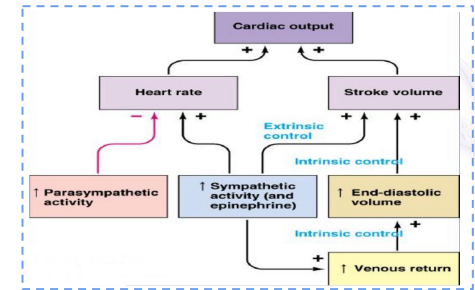 Cardiac output
+ +
Heart rate
Stroke volume
− +
+ +
Extrinsic
control
Intrinsic control
↑ Parasympathetic
activity
↑ Sympathetic
activity (and
epinephrine)
↑ End-diastolic
volume
Intrinsic control
+
+
↑ Venous return